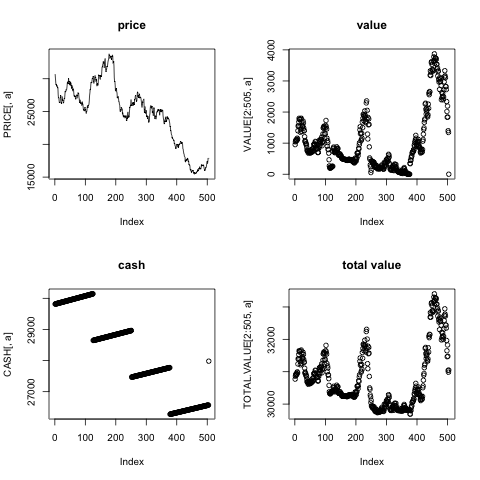 price
PRICE[, a]
15000 25000
0 100 200 300 400 500
Index
value
VALUE[2:505, a]
0 1000 2000 3000 4000
0 100 200 300 400 500
Index
cash
CASH[, a]
27000 29000
0 100 200 300 400 500
Index
total value
TOTAL.VALUE[2:505, a]
30000 32000
0 100 200 300 400 500
Index